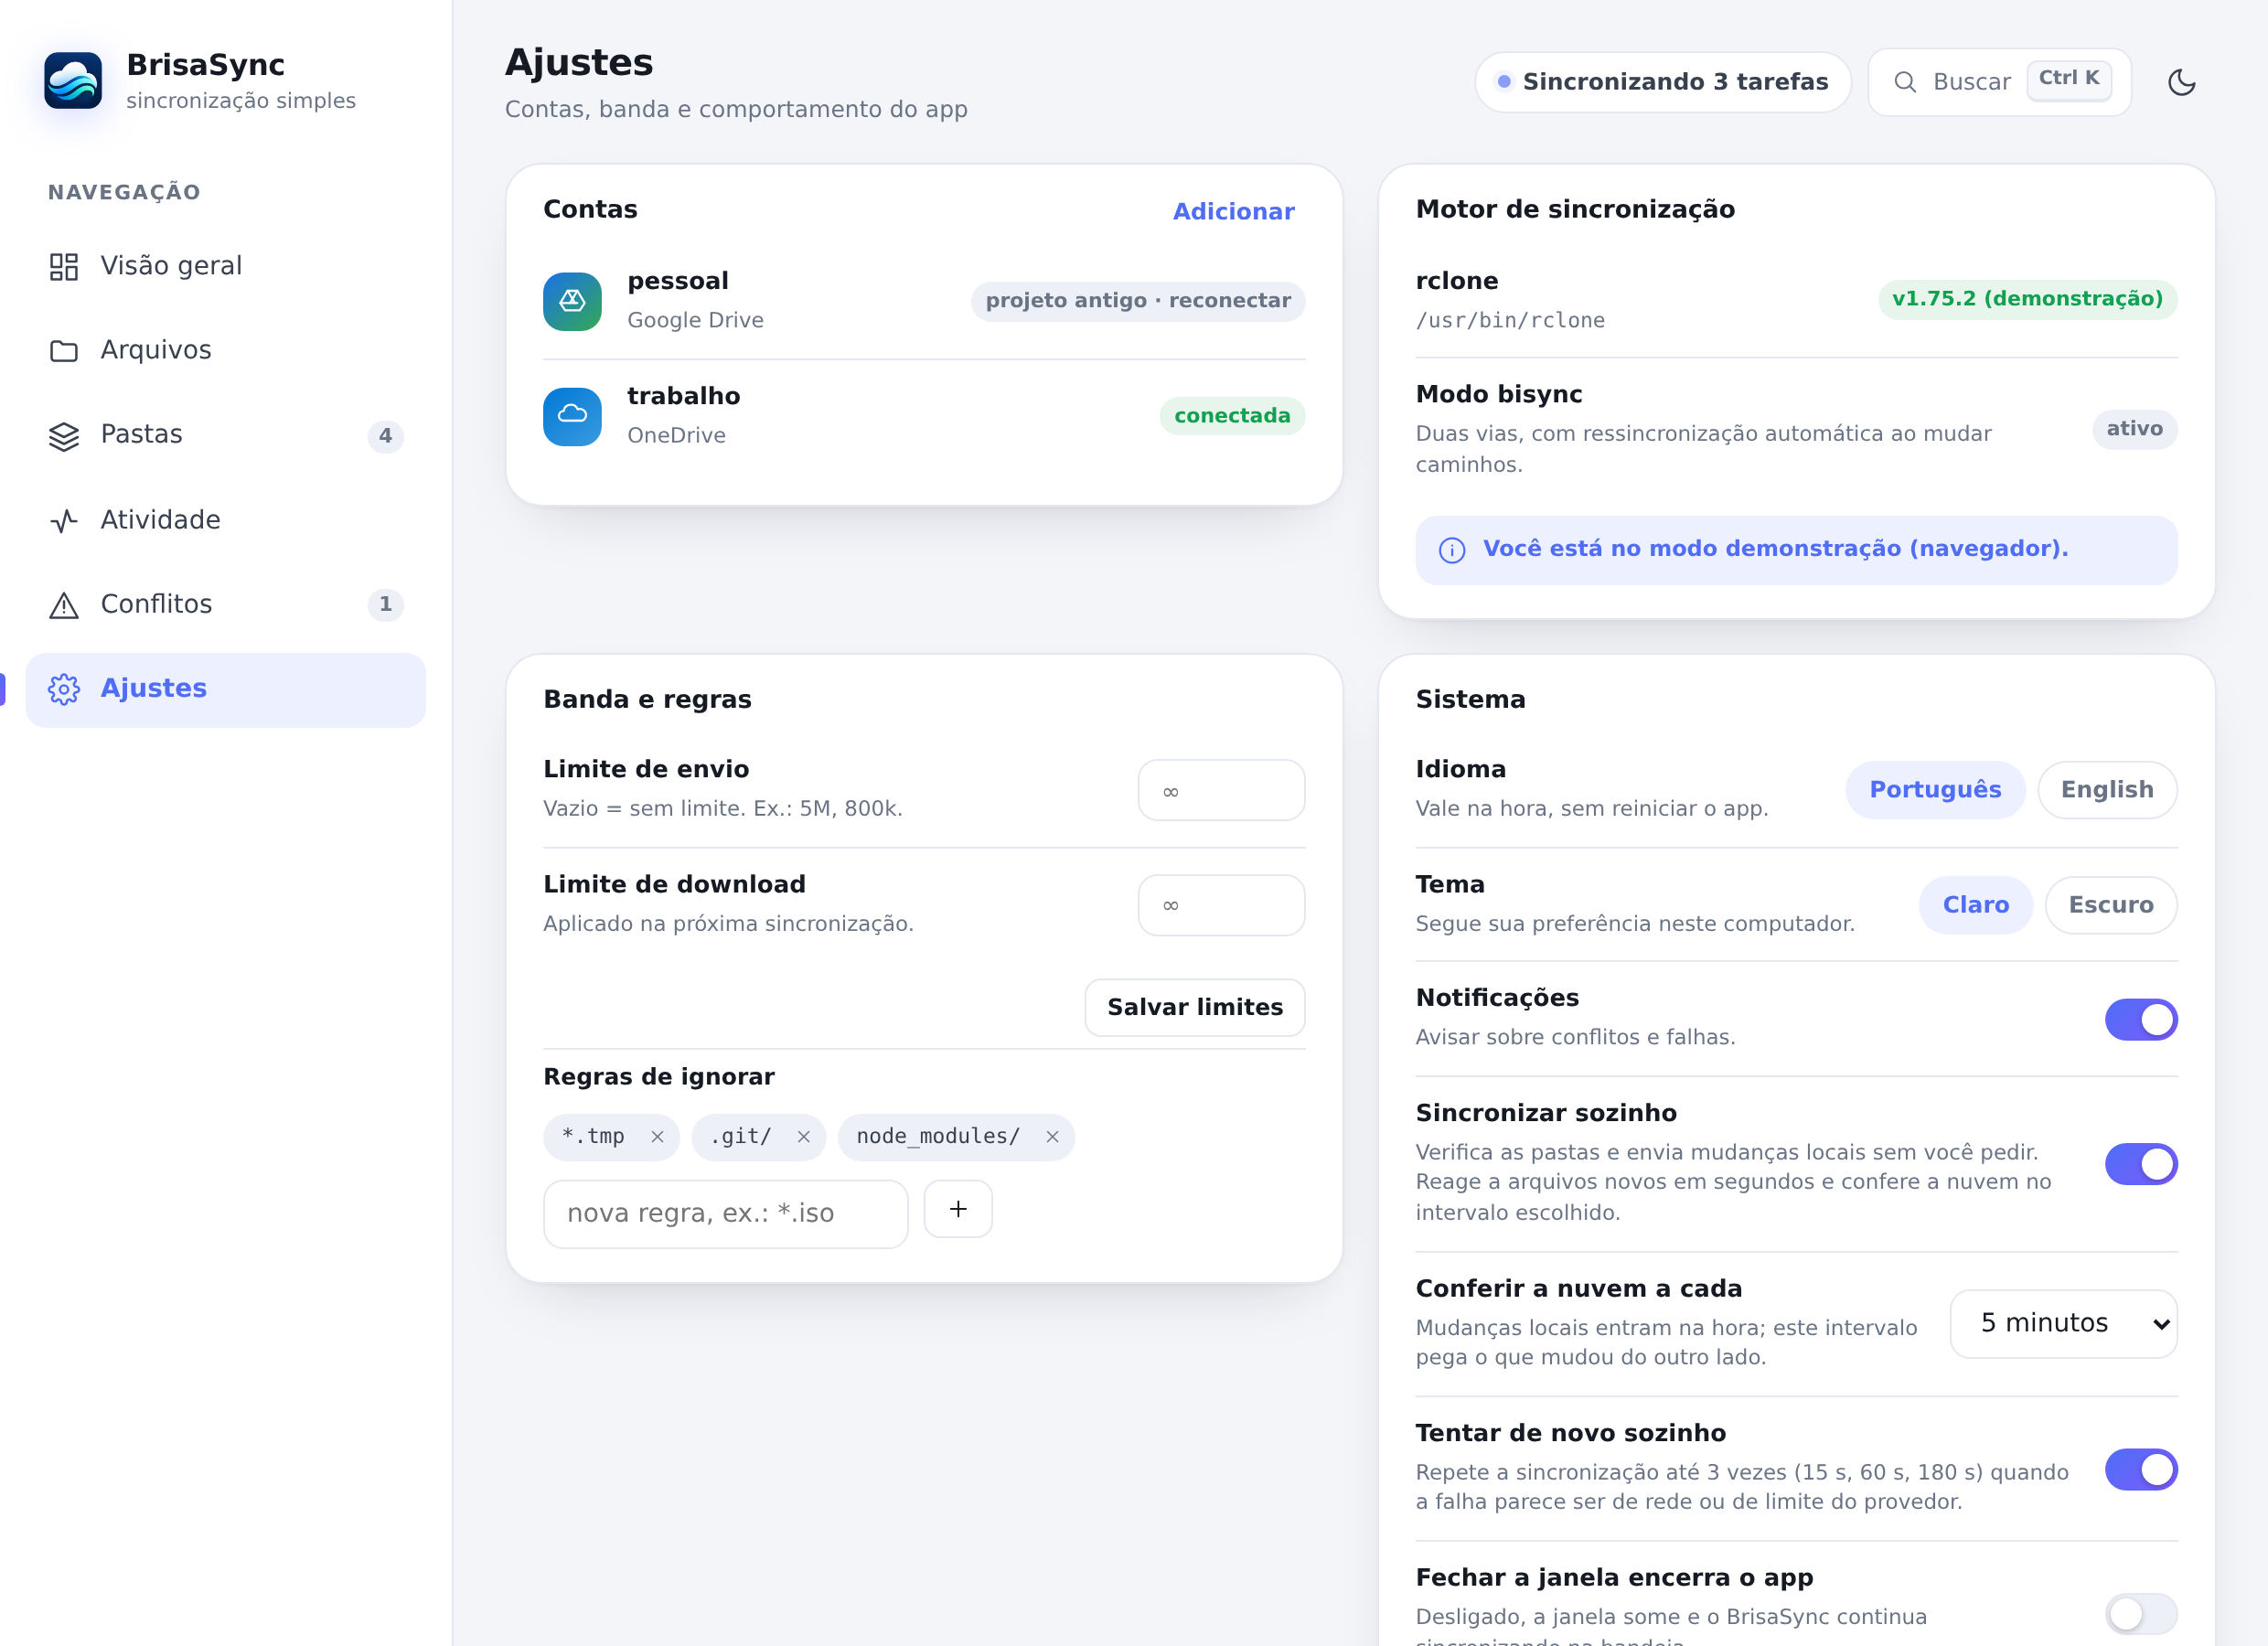 BrisaSync
sincronização simples
NAVEGAÇÃO
Visão geral
Arquivos
Pastas 4
Atividade
Conflitos 1
Ajustes
Ajustes
Contas, banda e comportamento do app
Sincronizando 3 tarefas
Buscar Ctrl K
Contas Adicionar
pessoal
Google Drive
projeto antigo · reconectar
trabalho
OneDrive
conectada
Motor de sincronização
rclone
/usr/bin/rclone
v1.75.2 (demonstração)
Modo bisync
Duas vias, com ressincronização automática ao mudar
caminhos.
ativo
Você está no modo demonstração (navegador).
Banda e regras
Limite de envio
Vazio = sem limite. Ex.: 5M, 800k.
∞
Limite de download
Aplicado na próxima sincronização.
∞
Salvar limites
Regras de ignorar
*.tmp × .git/ × node_modules/ ×
nova regra, ex.: *.iso +
Sistema
Idioma
Vale na hora, sem reiniciar o app.
Português English
Tema
Segue sua preferência neste computador.
Claro Escuro
Notificações
Avisar sobre conflitos e falhas.
Sincronizar sozinho
Verifica as pastas e envia mudanças locais sem você pedir.
Reage a arquivos novos em segundos e confere a nuvem no
intervalo escolhido.
Conferir a nuvem a cada
Mudanças locais entram na hora; este intervalo
pega o que mudou do outro lado.
5 minutos
Tentar de novo sozinho
Repete a sincronização até 3 vezes (15 s, 60 s, 180 s) quando
a falha parece ser de rede ou de limite do provedor.
Fechar a janela encerra o app
Desligado, a janela some e o BrisaSync continua
sincronizando na bandeja